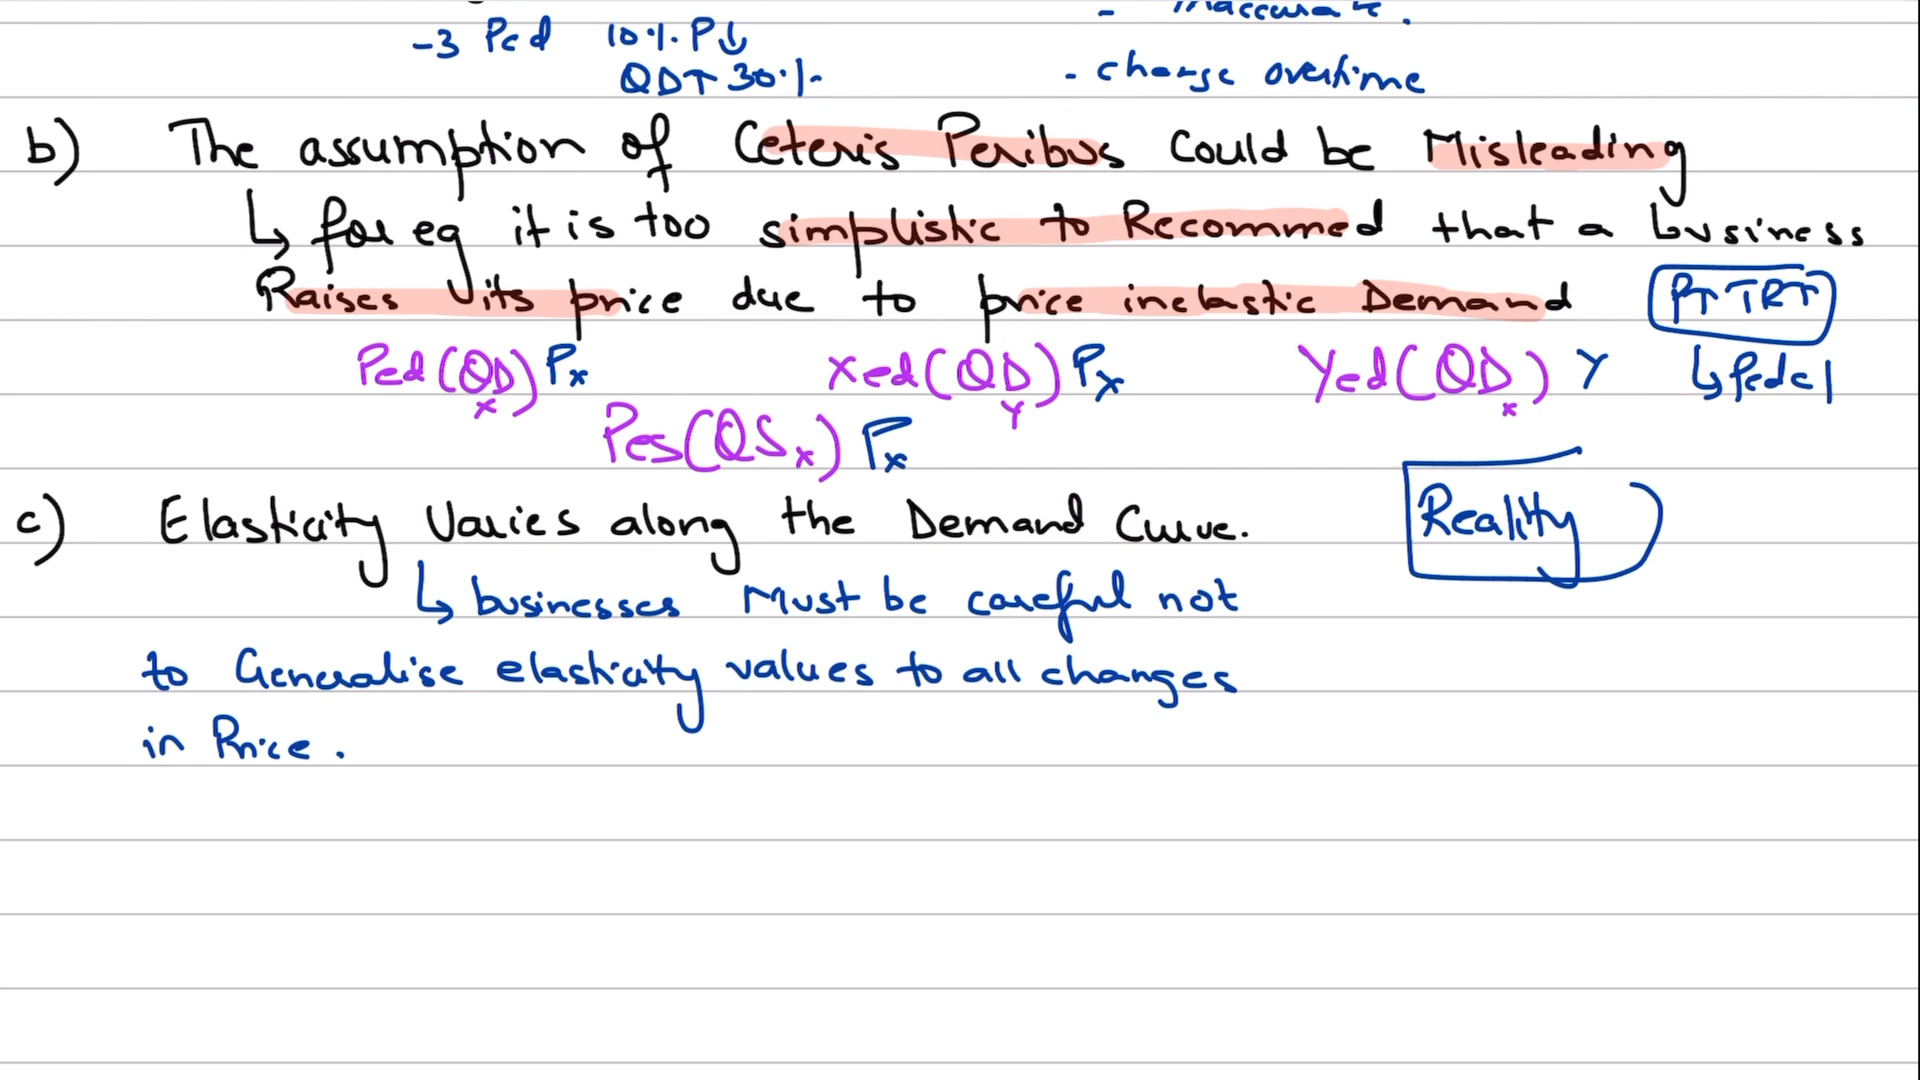 - inaccurate.
-3 Ped 10%. P↓
QD↑ 30%.
- change overtime
b) The assumption of Ceteris Peribus could be Misleading
↳ for eg it is too simplistic to Recommed that a business
Raises its price due to price inelastic Demand P↑ TR↑
Ped (QDx) Px Xed (QDY) Px Yed (QDx) Y ↳ Ped<1
Pes (QSx) Px
c) Elasticity Varies along the Demand Curve. Reality
↳ businesses Must be careful not
to Generalise elasticity values to all changes
in Price.